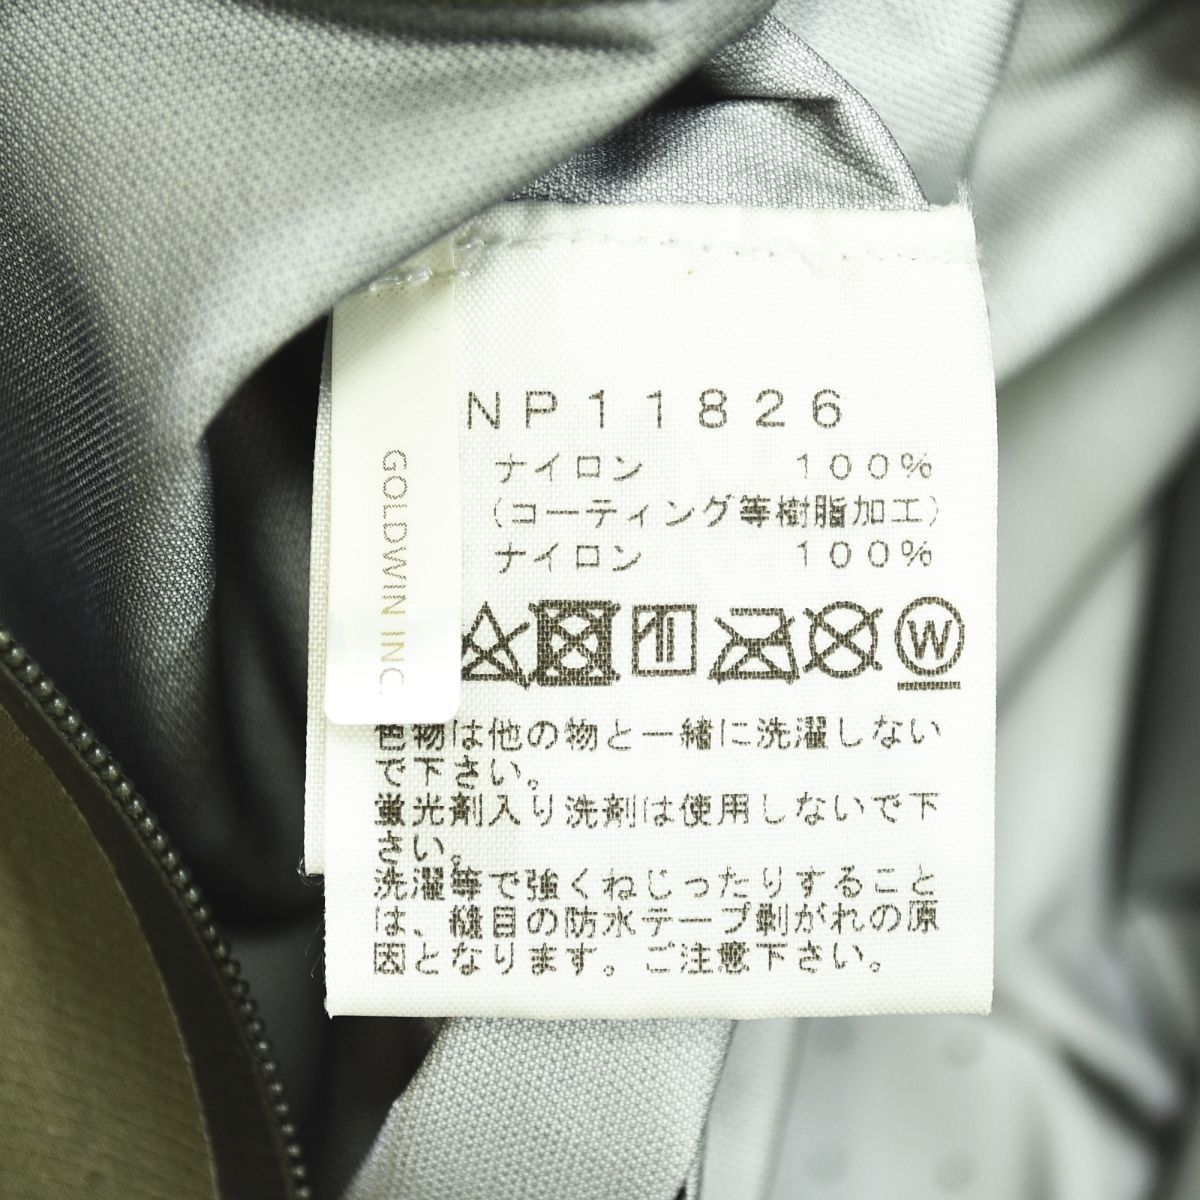 NP11826
ナイロン 100%
(コーティング等樹脂加工)
ナイロン 100%
W
GOLDWIN INC.
色物は他の物と一緒に洗濯しない
で下さい。
蛍光剤入り洗剤は使用しないで下
さい。
洗濯等で強くねじったりすること
は、縫目の防水テープ剥がれの原
因となります。ご注意下さい。